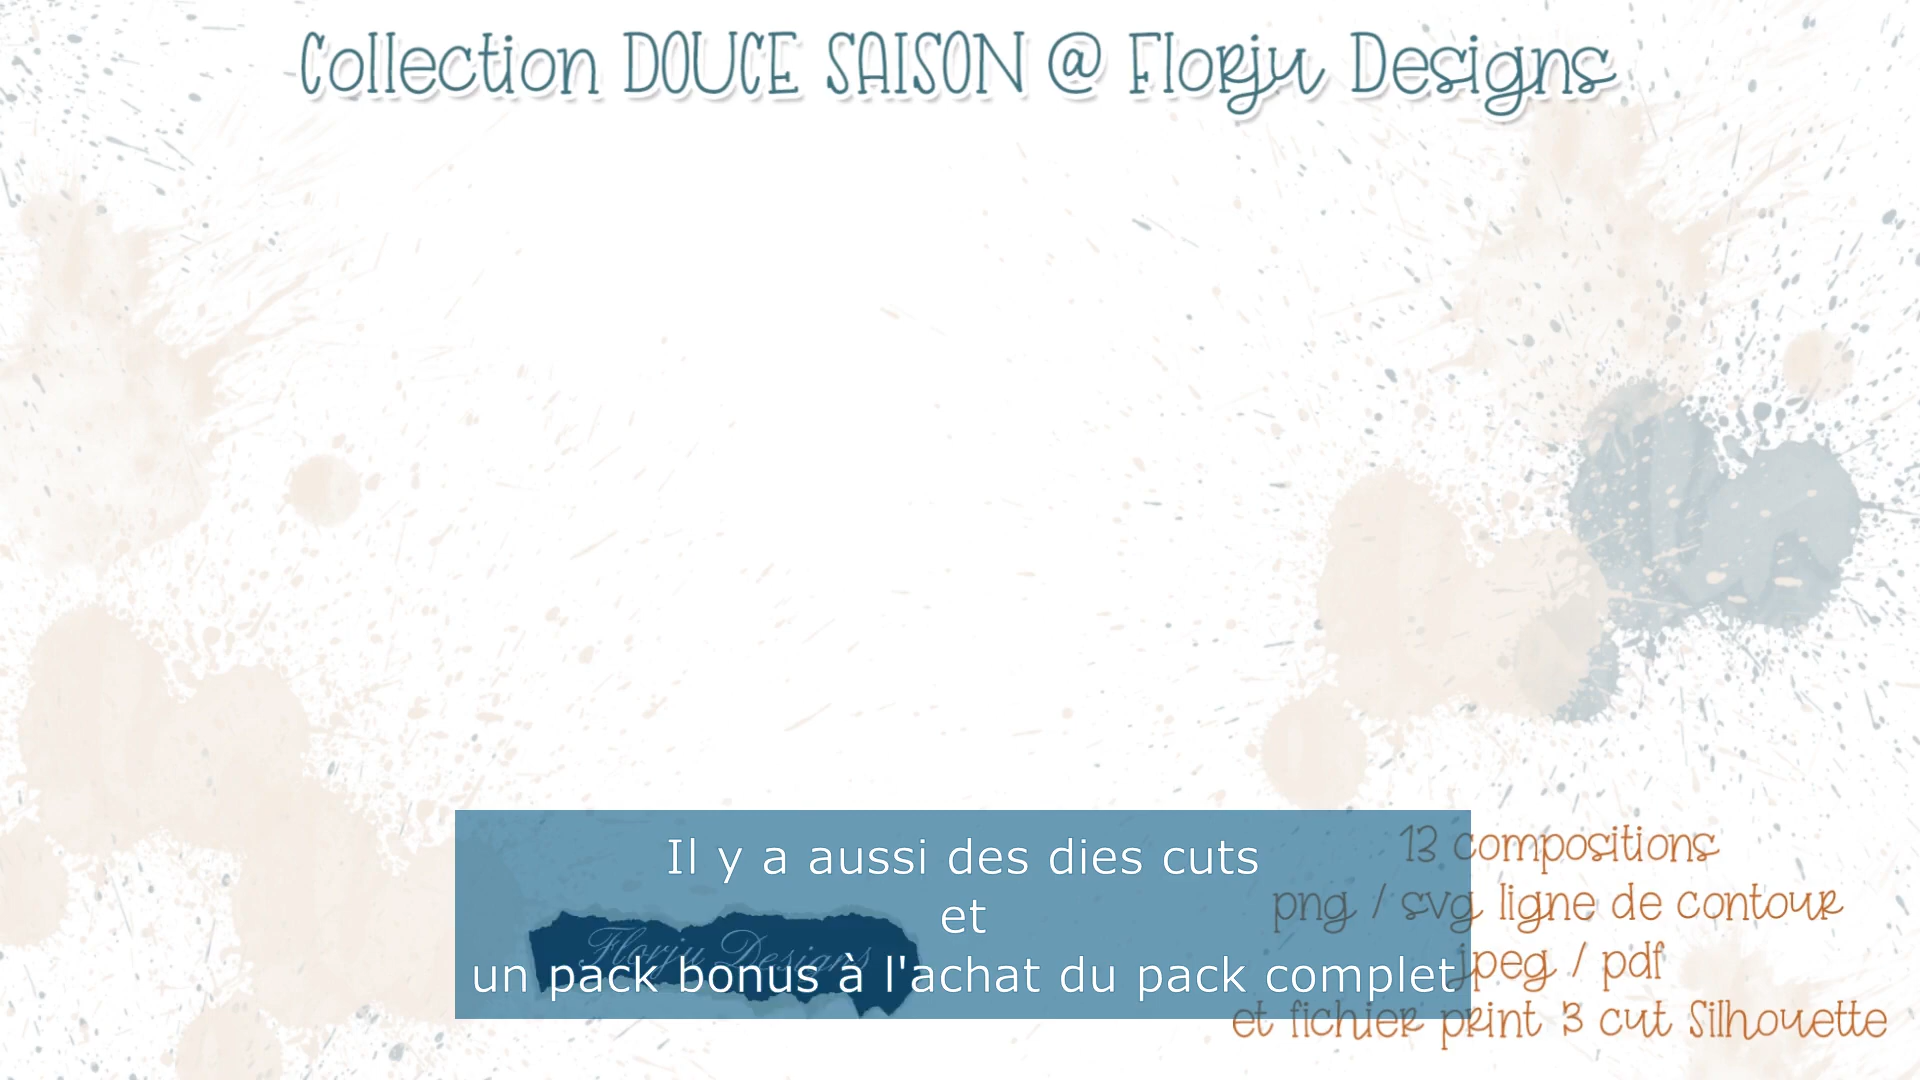 Collection DOUCE SAISON @ Florju Designs
Il y a aussi des dies cuts
et
un pack bonus à l'achat du pack complet
Florju Designs
13 compositions
png / svg ligne de contour
jpeg / pdf
et fichier print 3 cut Silhouette